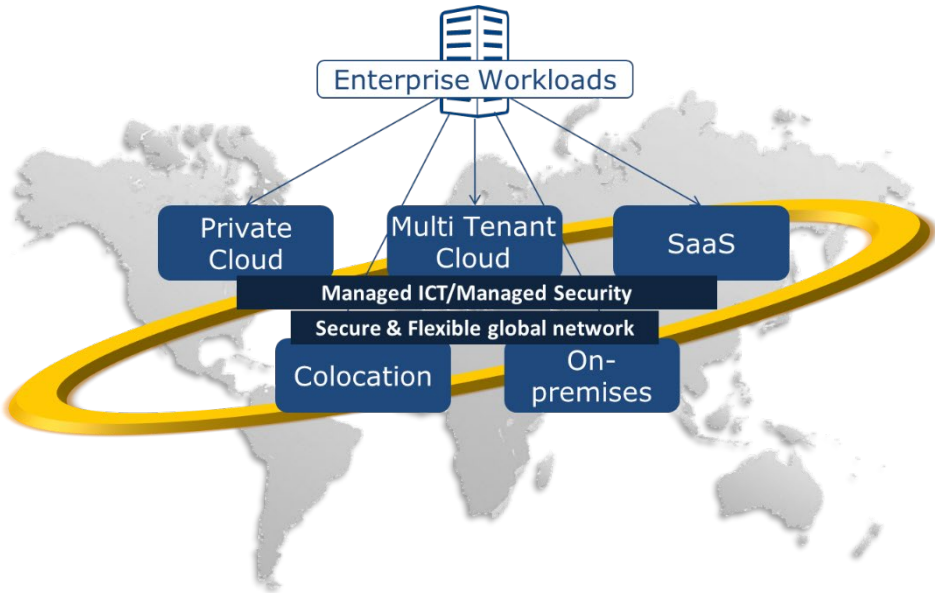 Enterprise Workloads
Private
Cloud
Multi Tenant
Cloud
SaaS
Managed ICT/Managed Security
Secure & Flexible global network
Colocation
On-
premises